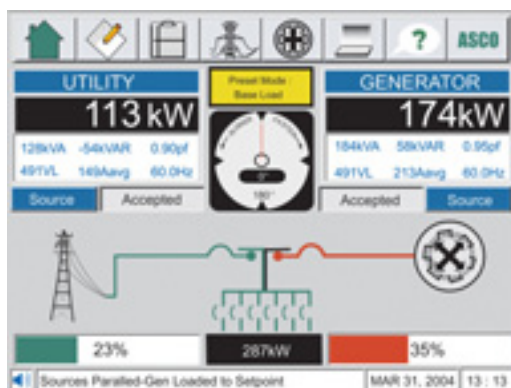 ? ASCO
UTILITY
Preset Mode :
Base Load
GENERATOR
113 kW
174kW
128kVA -54kVAR 0.90pf
184kVA 58kVAR 0.95pf
0°
491VL 149Aavg 60.0Hz
180°
491VL 213Aavg 60.0Hz
Source Accepted
Accepted Source
23%
287kW
35%
Sources Paralled-Gen Loaded to Setpoint
MAR 31, 2004 13 : 13